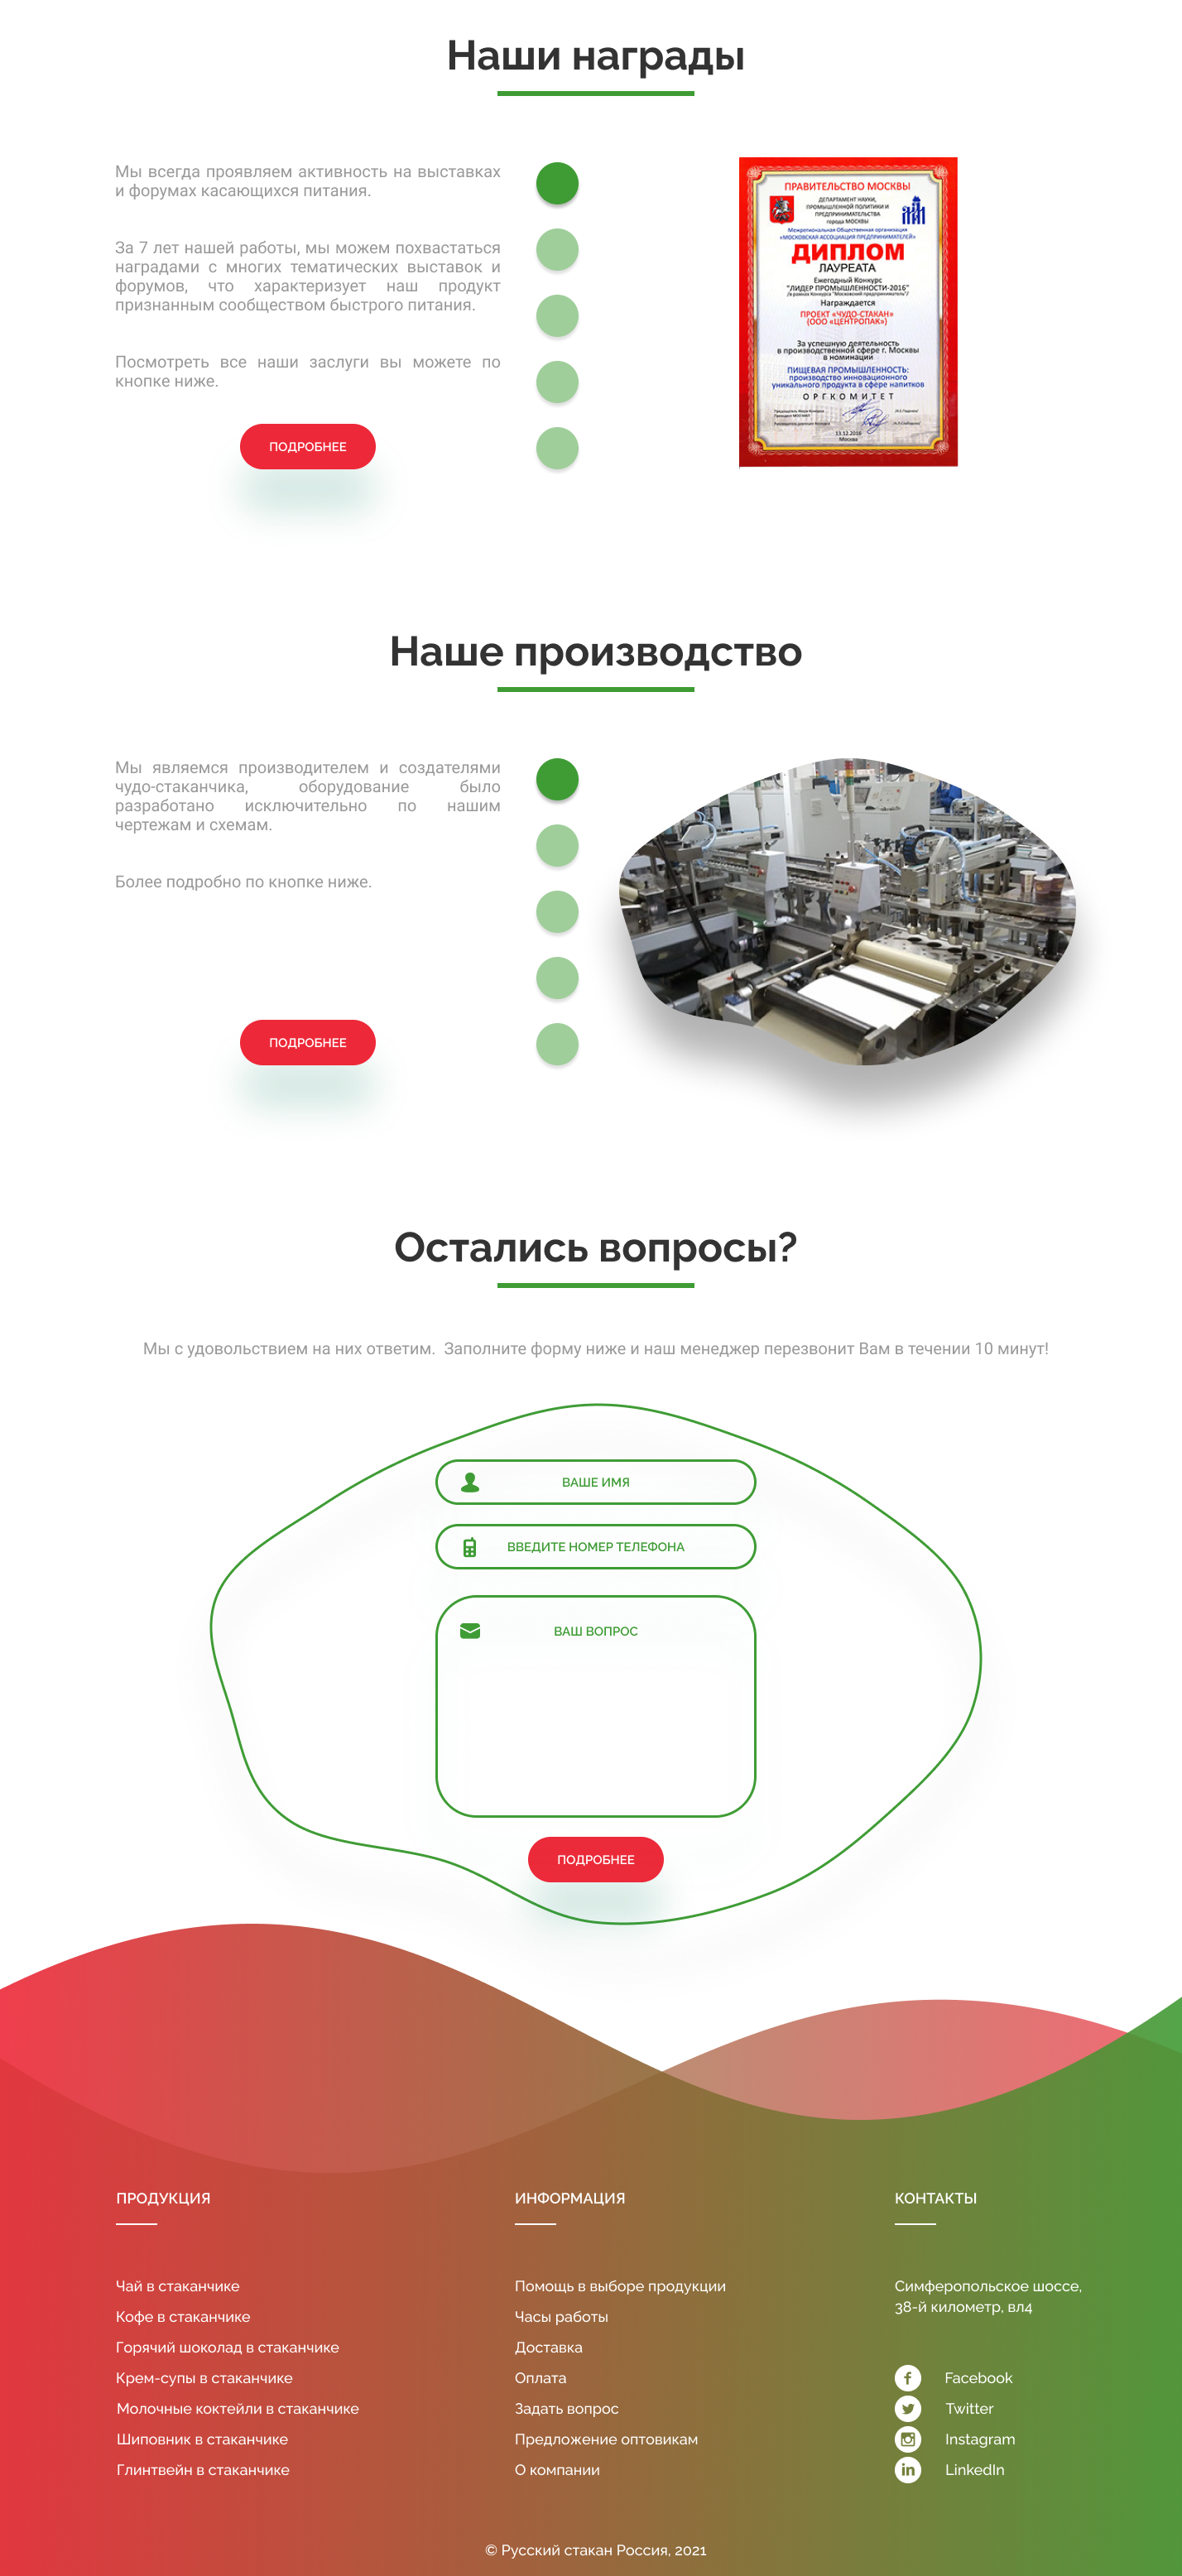 Наши награды
Мы всегда проявляем активность на выставках
и форумах касающихся питания.
За 7 лет нашей работы, мы можем похвастаться
наградами с многих тематических выставок и
форумов, что характеризует наш продукт
признанным сообществом быстрого питания.
Посмотреть все наши заслуги вы можете по
кнопке ниже.
ПОДРОБНЕЕ
ПРАВИТЕЛЬСТВО МОСКВЫ
ДЕПАРТАМЕНТ НАУКИ,
ПРОМЫШЛЕННОЙ ПОЛИТИКИ И
ПРЕДПРИНИМАТЕЛЬСТВА
города МОСКВЫ
Межрегиональная Общественная организация
«МОСКОВСКАЯ АССОЦИАЦИЯ ПРЕДПРИНИМАТЕЛЕЙ»
ДИПЛОМ
ЛАУРЕАТА
Ежегодный Конкурс
"ЛИДЕР ПРОМЫШЛЕННОСТИ-2016"
/в рамках Конкурса "Московский предприниматель"/
Награждается
ПРОЕКТ «ЧУДО-СТАКАН»
(ООО «ЦЕНТРОПАК»)
За успешную деятельность
в производственной сфере г. Москвы
в номинации
ПИЩЕВАЯ ПРОМЫШЛЕННОСТЬ:
производство инновационного
уникального продукта в сфере напитков
ОРГКОМИТЕТ
13.12.2016
Москва
Наше производство
Мы являемся производителем и создателями
чудо-стаканчика, оборудование было
разработано исключительно по нашим
чертежам и схемам.
Более подробно по кнопке ниже.
ПОДРОБНЕЕ
Остались вопросы?
Мы с удовольствием на них ответим. Заполните форму ниже и наш менеджер перезвонит Вам в течении 10 минут!
ВАШЕ ИМЯ
ВВЕДИТЕ НОМЕР ТЕЛЕФОНА
ВАШ ВОПРОС
ПОДРОБНЕЕ
ПРОДУКЦИЯ
Чай в стаканчике
Кофе в стаканчике
Горячий шоколад в стаканчике
Крем-супы в стаканчике
Молочные коктейли в стаканчике
Шиповник в стаканчике
Глинтвейн в стаканчике
ИНФОРМАЦИЯ
Помощь в выборе продукции
Часы работы
Доставка
Оплата
Задать вопрос
Предложение оптовикам
О компании
КОНТАКТЫ
Симферопольское шоссе,
38-й километр, вл4
Facebook
Twitter
Instagram
LinkedIn
© Русский стакан Россия, 2021